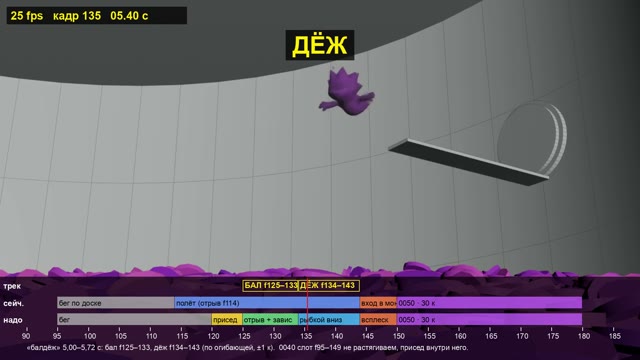 25 fps кадр 135 05.40 с
ДЁЖ
трек БАЛ f125–133 ДЁЖ f134–143
сейч. бег по доске полёт (отрыв f114) вход в мо 0050 · 30 к
надо бег присед отрыв + завис рыбкой вниз всплеск 0050 · 30 к
90 95 100 105 110 115 120 125 130 135 140 145 150 155 160 165 170 175 180 185
«балдёж» 5,00–5,72 с: бал f125–133, дёж f134–143 (по огибающей, ±1 к). 0040 слот f95–149 не растягиваем, присед внутри него.